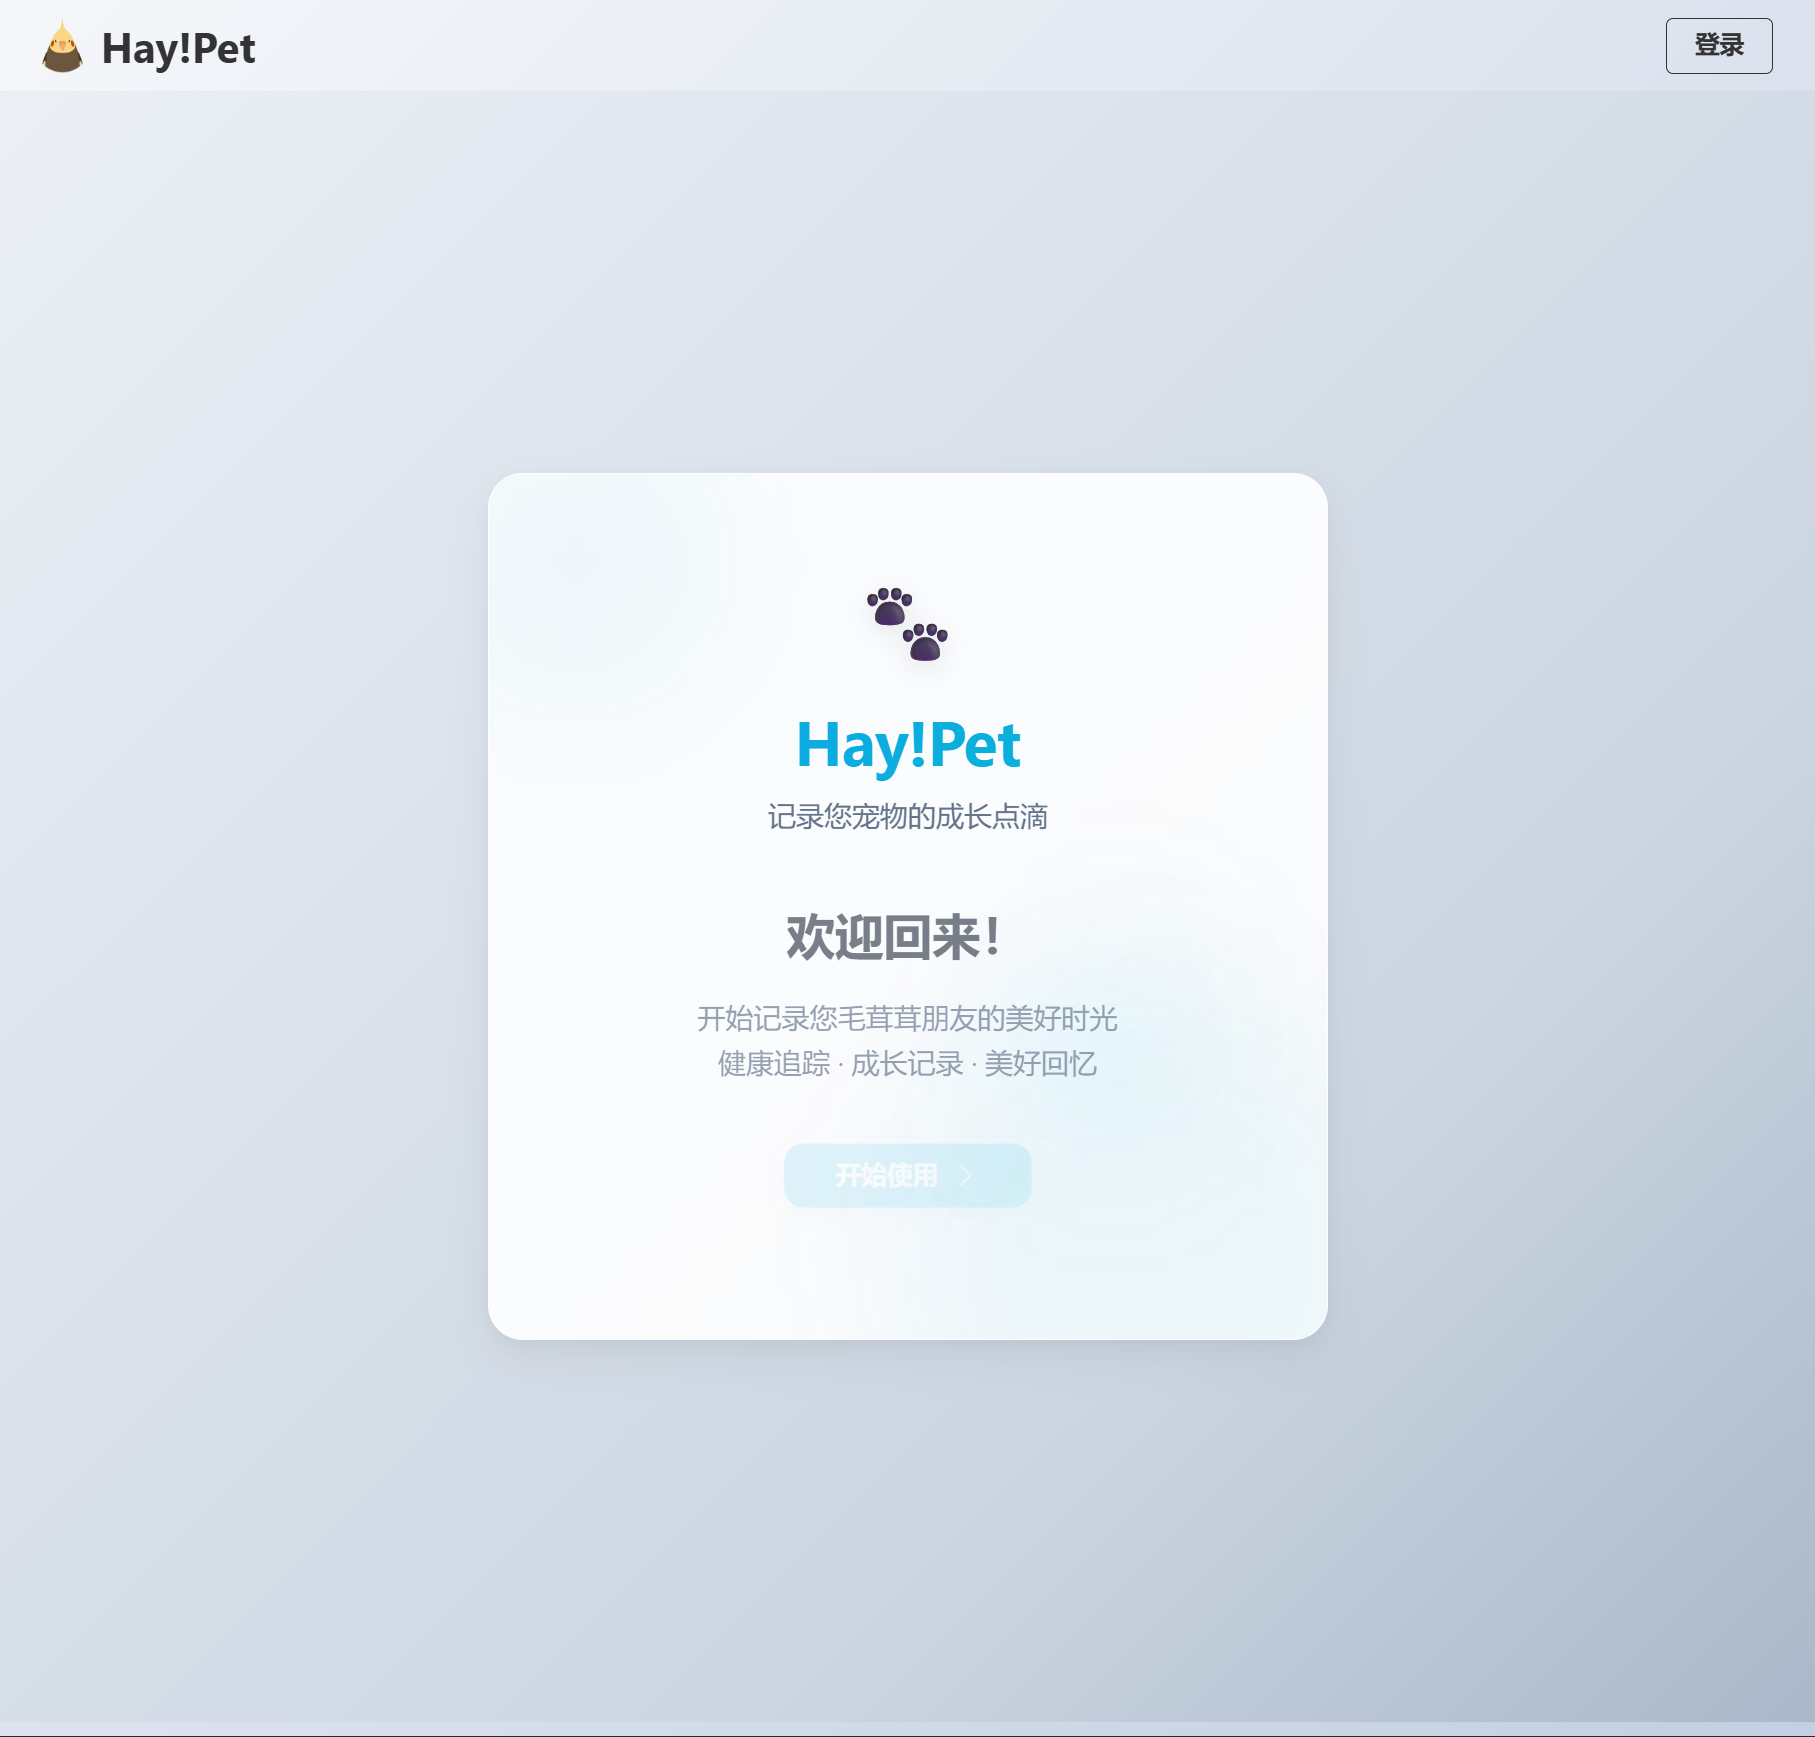 Hay!Pet
登录
Hay!Pet
记录您宠物的成长点滴
欢迎回来！
开始记录您毛茸茸朋友的美好时光
健康追踪 · 成长记录 · 美好回忆
开始使用